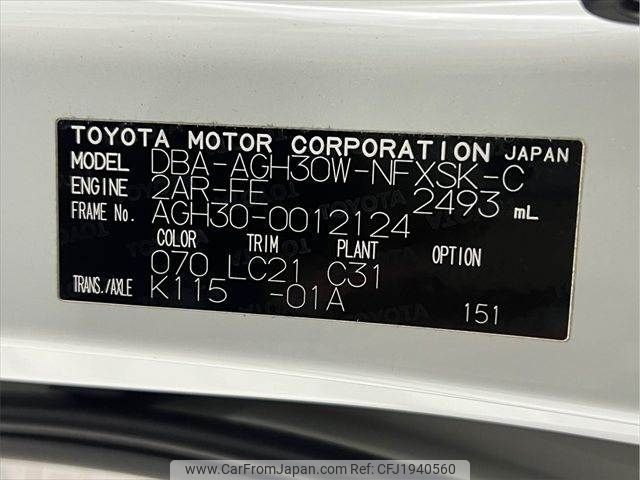 TOYOTA MOTOR CORPORATION JAPAN
MODEL DBA-AGH30W-NFXSK-C
ENGINE 2AR-FE 2493 mL
FRAME No. AGH30-0012124
COLOR TRIM PLANT OPTION
070 LC21 C31
TRANS./AXLE K115 -01A
151
www.CarFromJapan.com Ref: CFJ1940560